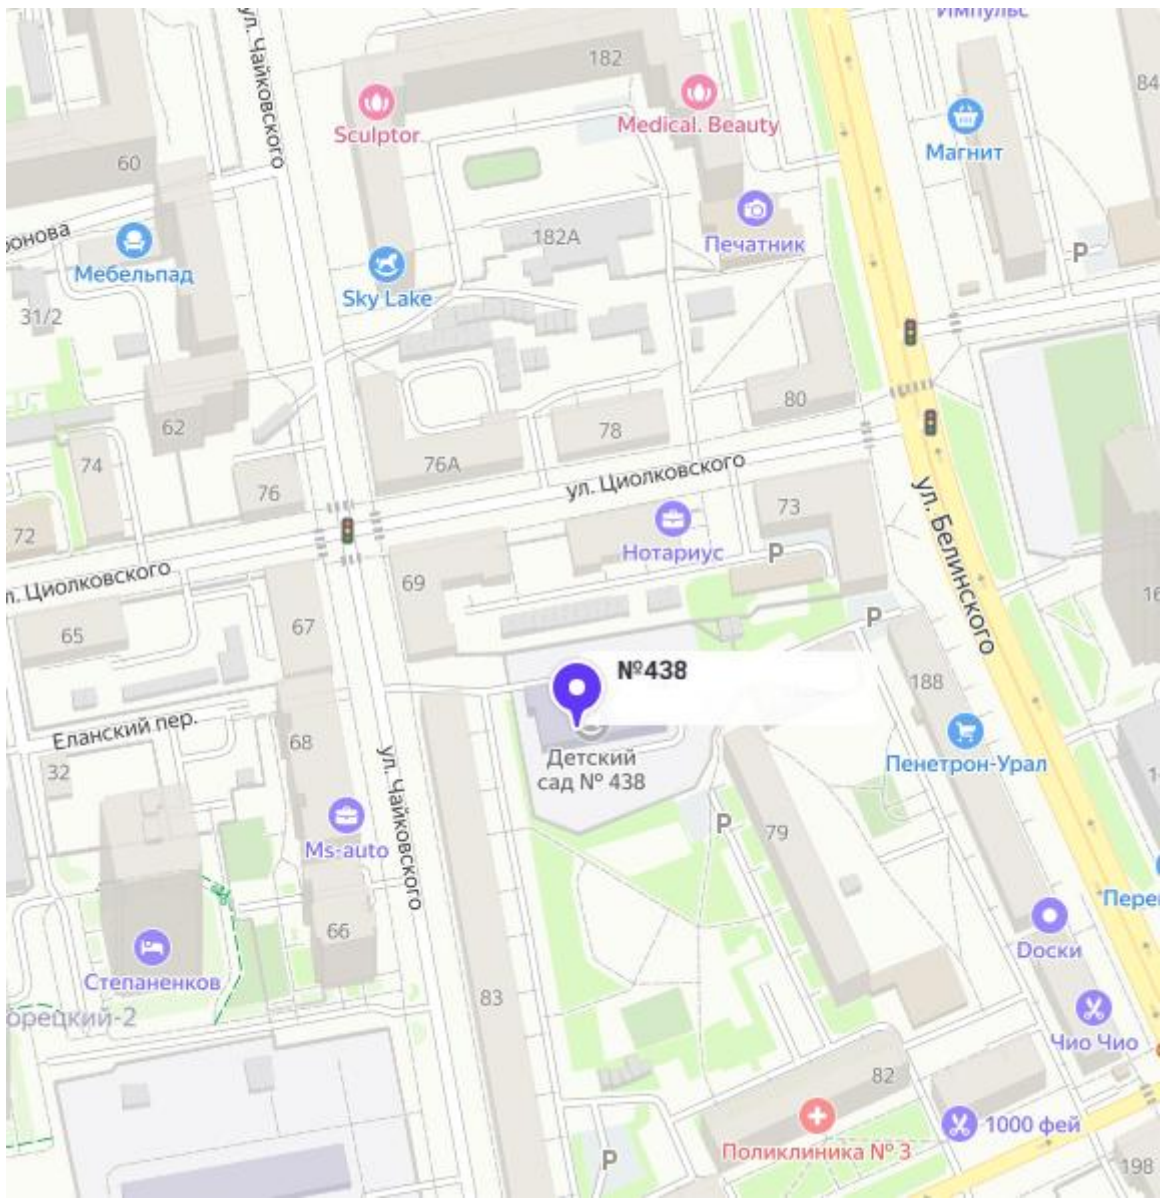 Импульс
ул. Чайковского
182
84
Sculptor
Medical. Beauty
Магнит
60
онова
Мебельпад
182А
Печатник
P
Sky Lake
31/2
62
80
78
74
76А
76
ул. Циолковского
72
73
Нотариус
P
л. Циолковского
69
ул. Белинского
16
67
65
P
№438
188
Еланский пер.
68
32
Детский
сад № 438
Пенетрон-Урал
ул. Чайковского
Ms-auto
P
79
Пере
66
Доски
Степаненков
83
орецкий-2
Чио Чио
82
1000 фей
Поликлиника № 3
P
198